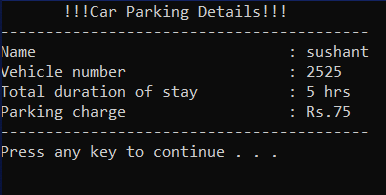 !!!Car Parking Details!!!
-----------------------------------------
Name : sushant
Vehicle number : 2525
Total duration of stay : 5 hrs
Parking charge : Rs.75
-----------------------------------------
Press any key to continue . . .